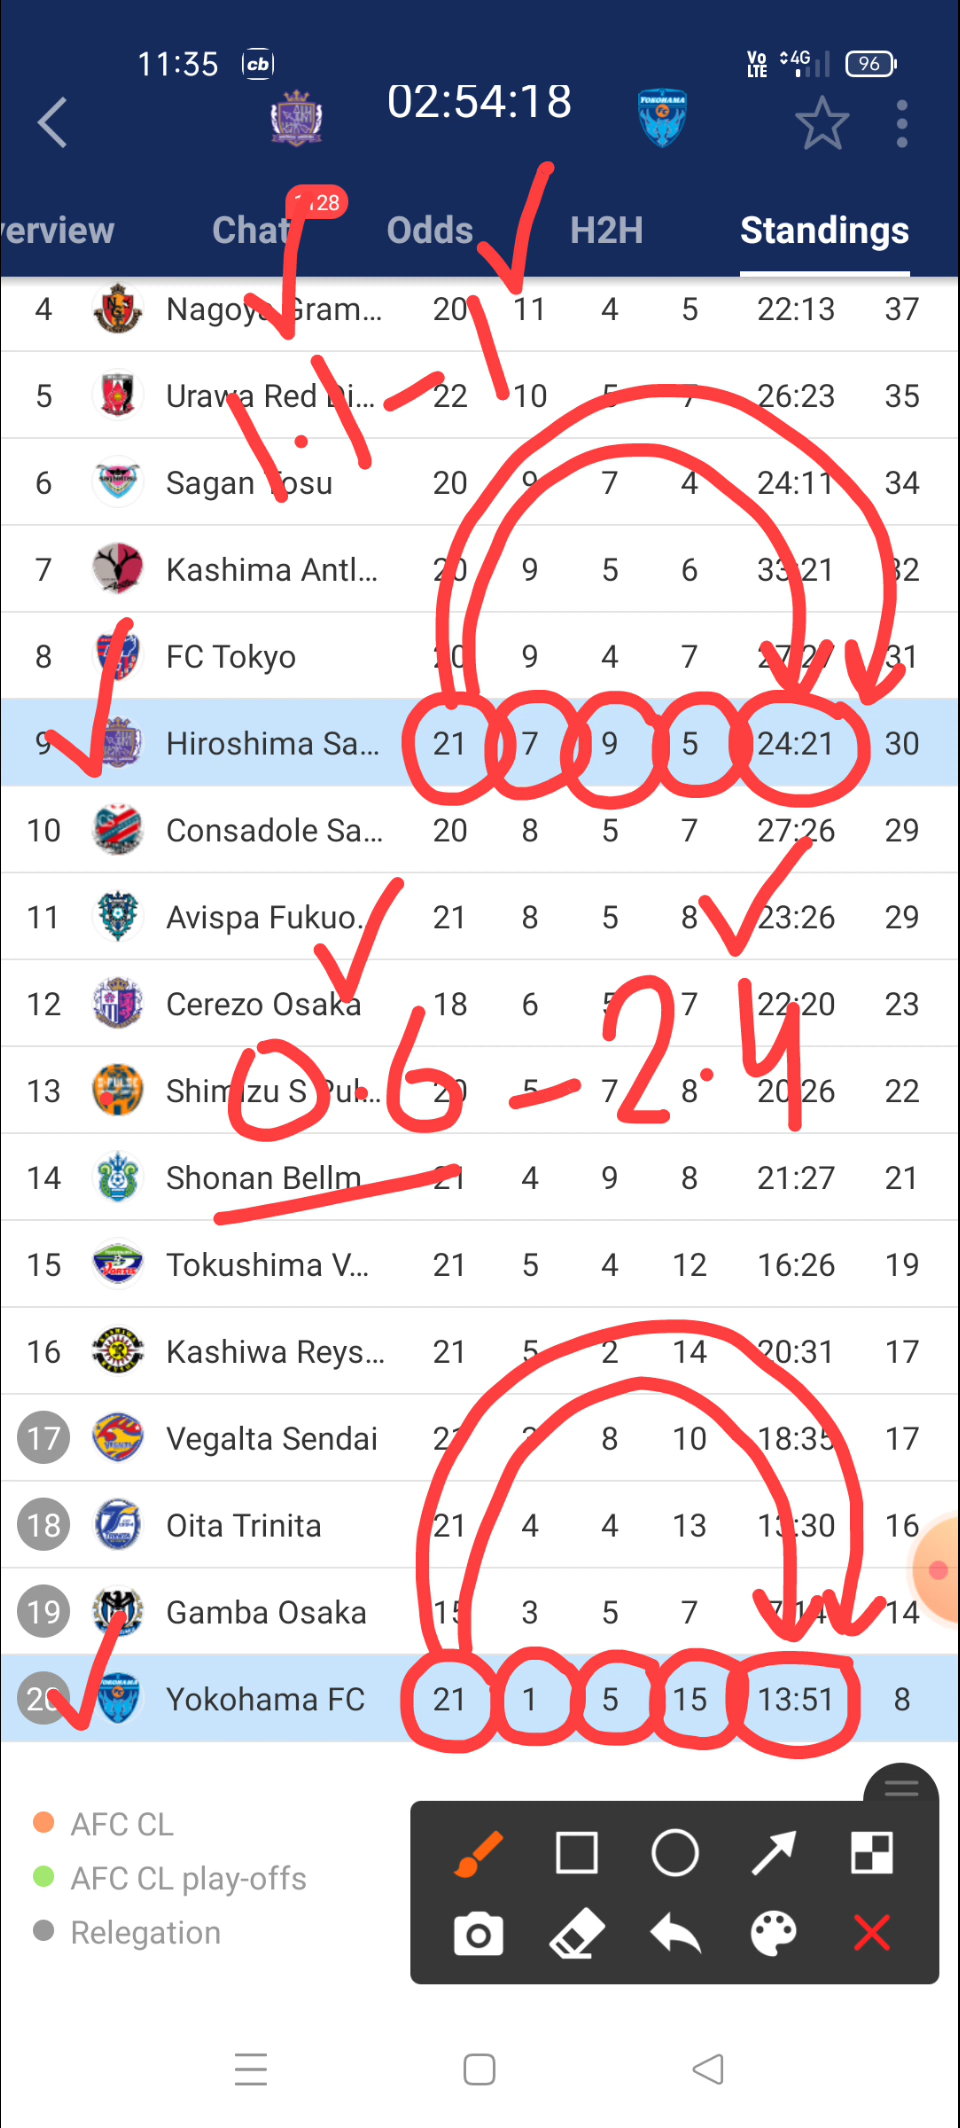 11:35 cb Vo LTE 4G 96
02:54:18
YOKOHAMA
erview Chat 28 Odds H2H Standings
4 Nagoya Gram... 20 11 4 5 22:13 37
5 Urawa Red Di... 22 10 5 7 26:23 35
1.1-1
6 Sagan Tosu 20 9 7 4 24:11 34
7 Kashima Antl... 20 9 5 6 33:21 32
8 FC Tokyo 20 9 4 7 27:27 31
9 Hiroshima Sa... 21 7 9 5 24:21 30
10 Consadole Sa... 20 8 5 7 27:26 29
11 Avispa Fukuo.. 21 8 5 8 23:26 29
12 Cerezo Osaka 18 6 5 7 22:20 23
0.6-2.4
13 Shimizu S Pul... 20 5 7 8 20:26 22
14 Shonan Bellm 21 4 9 8 21:27 21
15 Tokushima V... 21 5 4 12 16:26 19
16 Kashiwa Reys... 21 5 2 14 20:31 17
17 Vegalta Sendai 21 3 8 10 18:35 17
18 Oita Trinita 21 4 4 13 13:30 16
19 Gamba Osaka 15 3 5 7 7:14 14
20 Yokohama FC 21 1 5 15 13:51 8
AFC CL
AFC CL play-offs
Relegation